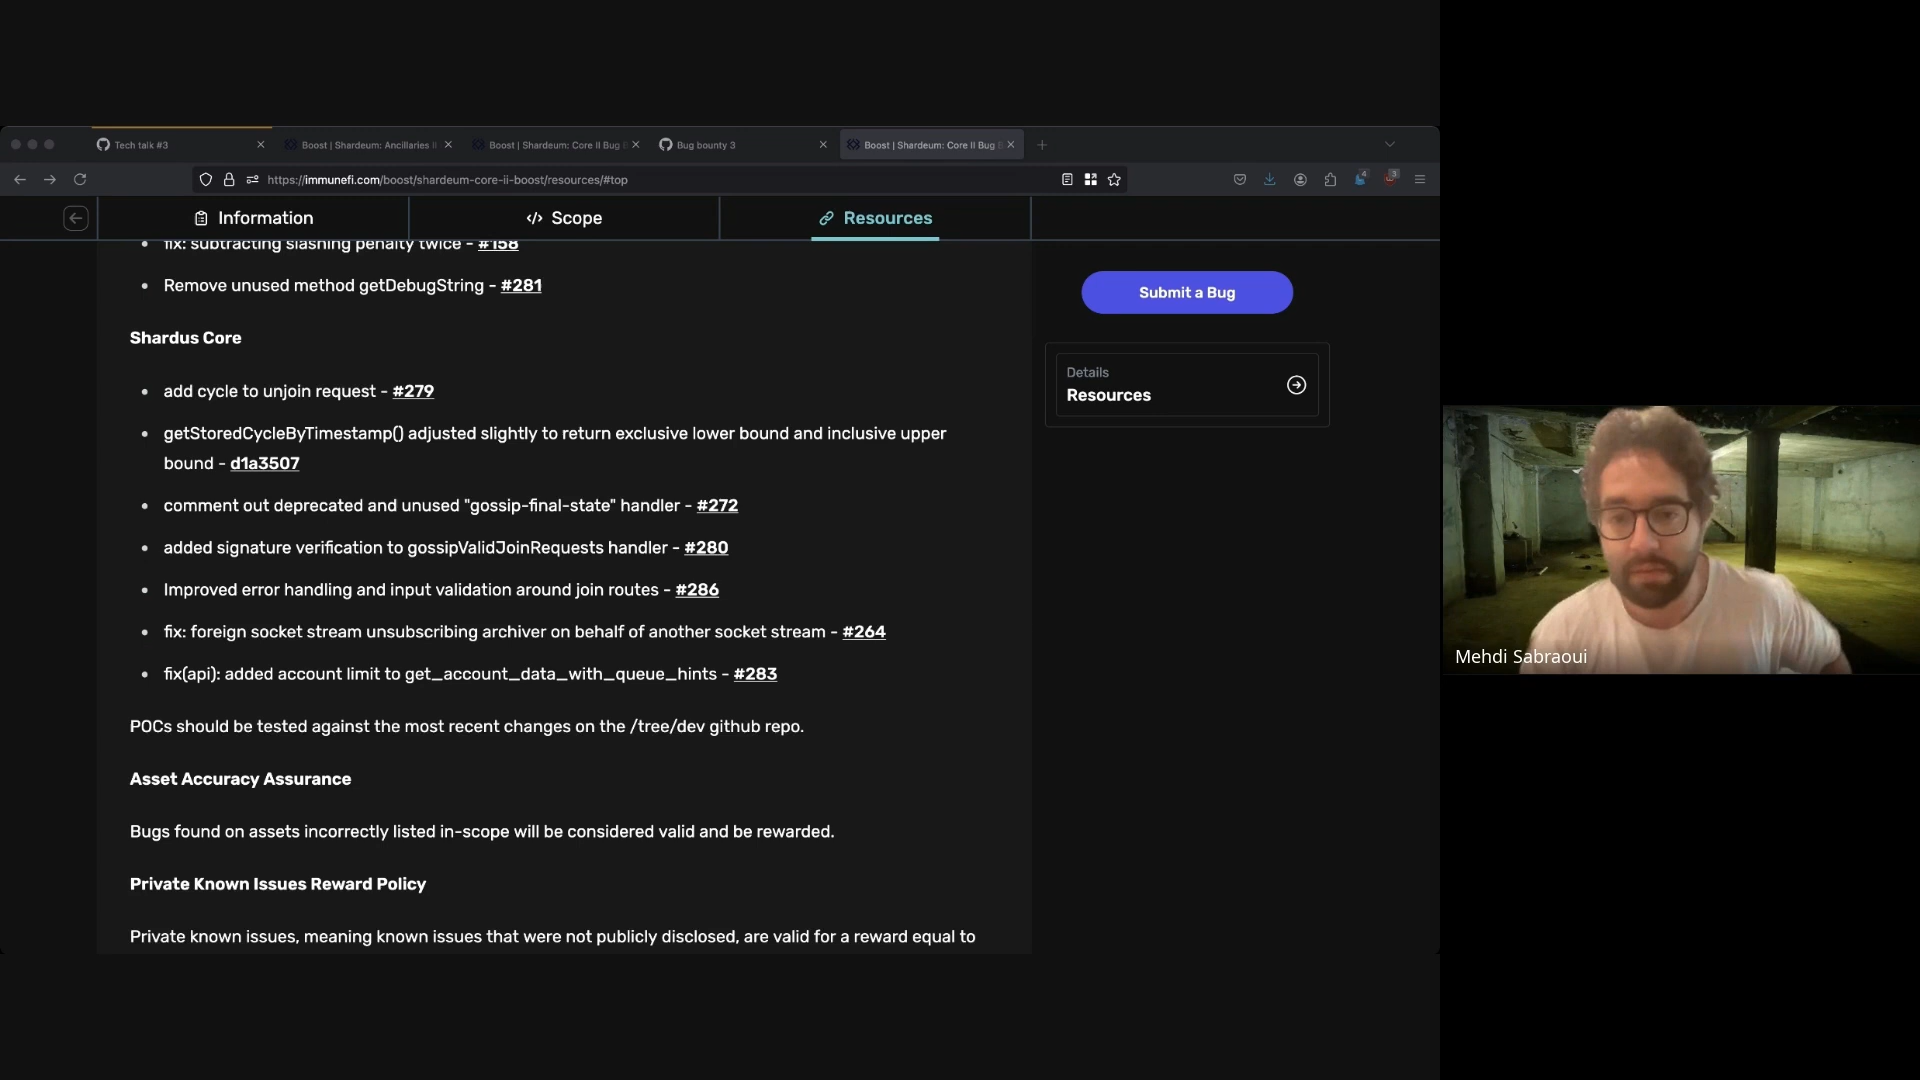 Tech talk #3
Boost | Shardeum: Ancillaries II
Boost | Shardeum: Core II Bug B
Bug bounty 3
Boost | Shardeum: Core II Bug B
https://immunefi.com/boost/shardeum-core-ii-boost/resources/#top
4
3
Information
Scope
Resources
fix: subtracting slashing penalty twice - #158
Remove unused method getDebugString - #281
Submit a Bug
Shardus Core
Details
Resources
add cycle to unjoin request - #279
getStoredCycleByTimestamp() adjusted slightly to return exclusive lower bound and inclusive upper
bound - d1a3507
comment out deprecated and unused "gossip-final-state" handler - #272
added signature verification to gossipValidJoinRequests handler - #280
Improved error handling and input validation around join routes - #286
fix: foreign socket stream unsubscribing archiver on behalf of another socket stream - #264
fix(api): added account limit to get_account_data_with_queue_hints - #283
POCs should be tested against the most recent changes on the /tree/dev github repo.
Asset Accuracy Assurance
Bugs found on assets incorrectly listed in-scope will be considered valid and be rewarded.
Private Known Issues Reward Policy
Private known issues, meaning known issues that were not publicly disclosed, are valid for a reward equal to
Mehdi Sabraoui